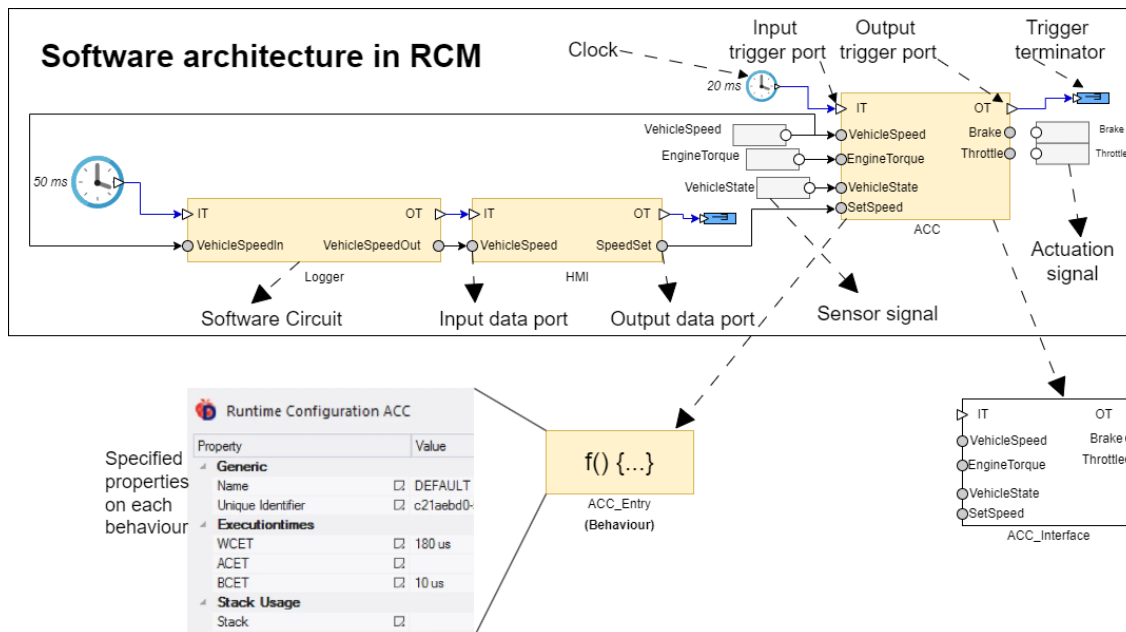 Software architecture in RCM
Clock
Input
trigger port
Output
trigger port
Trigger
terminator
20 ms
IT
OT
VehicleSpeed
VehicleSpeed
Brake
Brake
EngineTorque
EngineTorque
Throttle
Throttle
VehicleState
VehicleState
SetSpeed
ACC
50 ms
IT
OT
IT
OT
VehicleSpeedIn
VehicleSpeedOut
VehicleSpeed
SpeedSet
Logger
HMI
Actuation
signal
Software Circuit
Input data port
Output data port
Sensor signal
Runtime Configuration ACC
Property
Value
Generic
Name
DEFAULT
Unique Identifier
c21aebd0-
Executiontimes
WCET
180 us
ACET
BCET
10 us
Stack Usage
Stack
Specified
properties
on each
behaviour
f() {...}
ACC_Entry
(Behaviour)
IT
OT
VehicleSpeed
Brake
EngineTorque
Throttle
VehicleState
SetSpeed
ACC_Interface